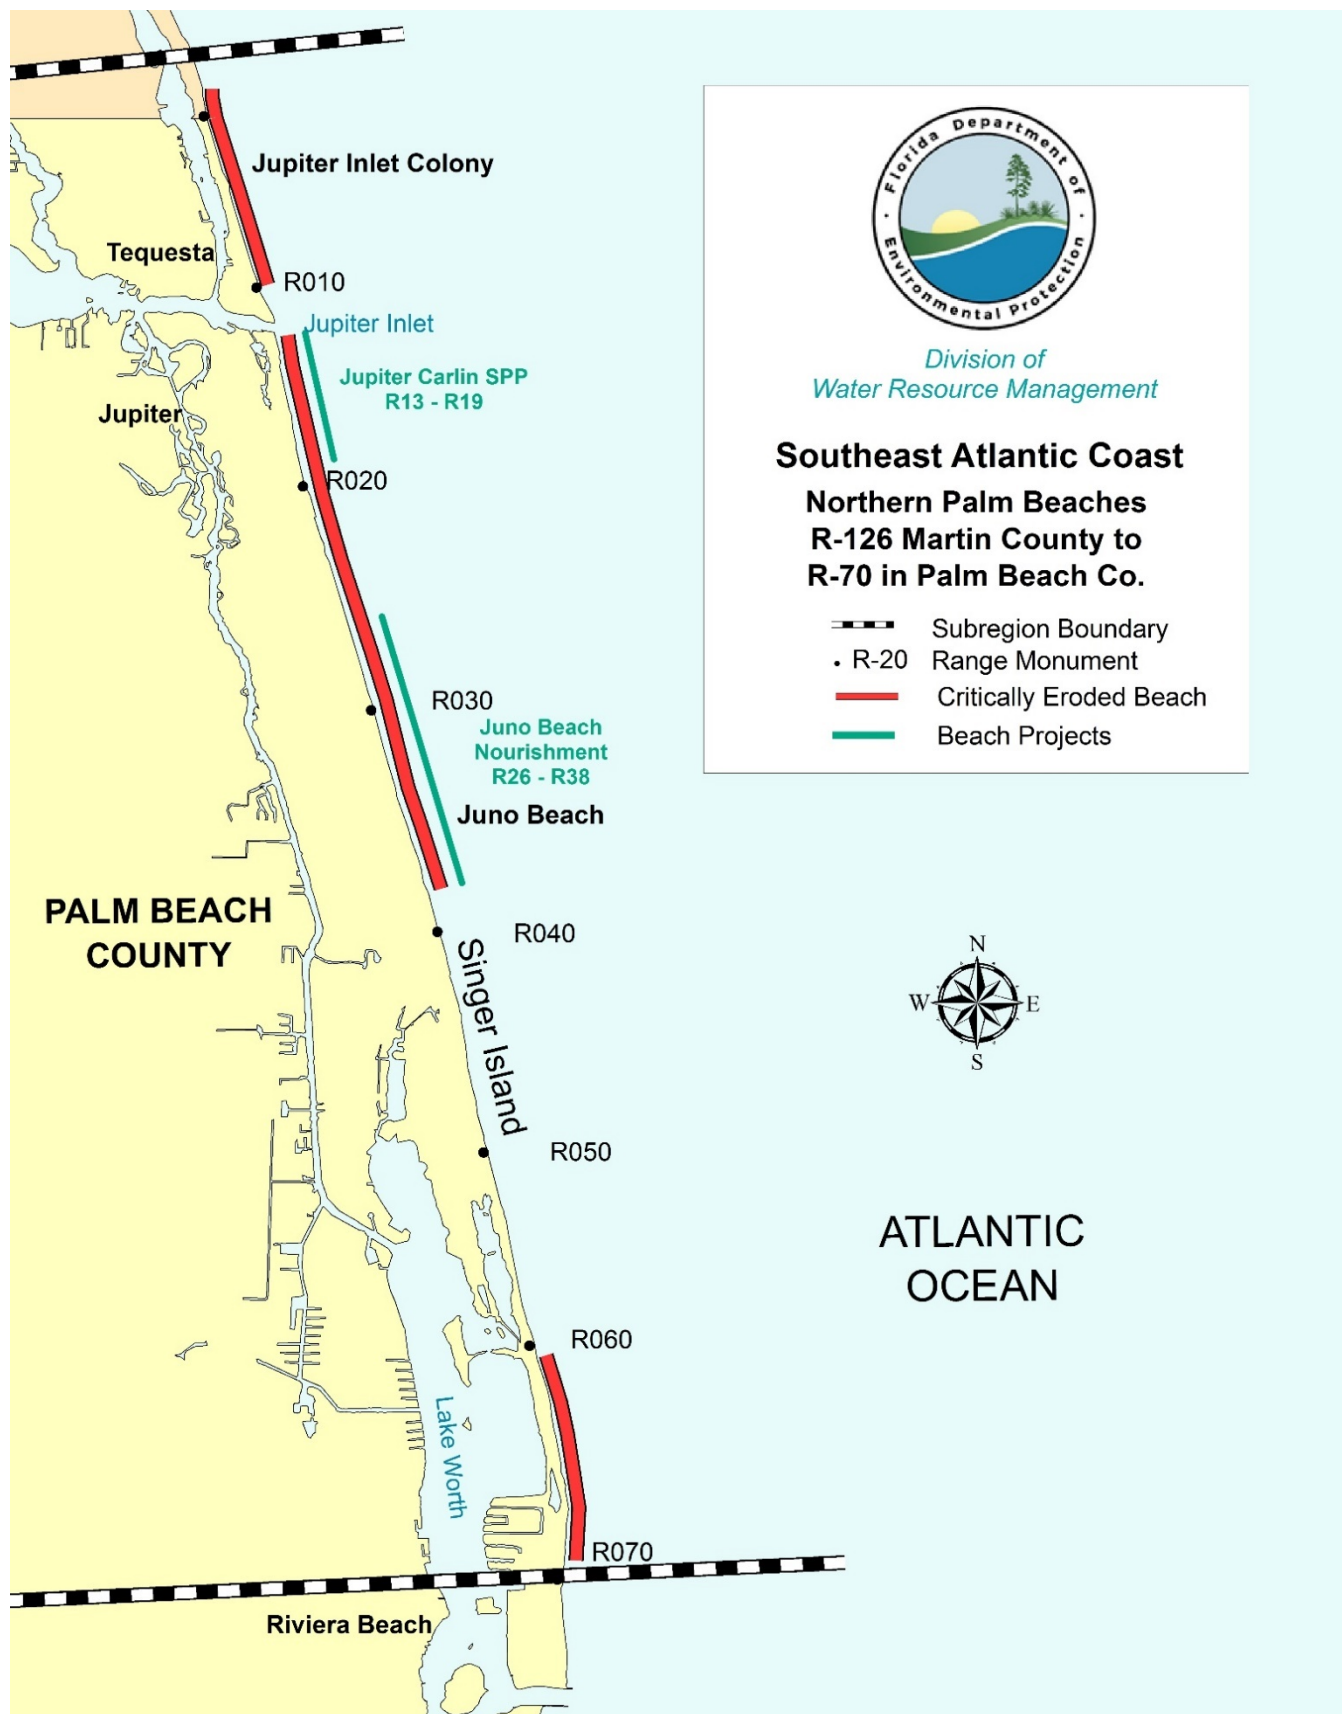 Jupiter Inlet Colony
Tequesta
R010
Jupiter Inlet
Jupiter Carlin SPP
R13 - R19
Jupiter
R020
R030
Juno Beach
Nourishment
R26 - R38
Juno Beach
PALM BEACH
COUNTY
R040
Singer Island
R050
R060
Lake Worth
R070
Riviera Beach
Florida Department of
Environmental Protection
Division of
Water Resource Management
Southeast Atlantic Coast
Northern Palm Beaches
R-126 Martin County to
R-70 in Palm Beach Co.
Subregion Boundary
R-20 Range Monument
Critically Eroded Beach
Beach Projects
N
W E
S
ATLANTIC
OCEAN